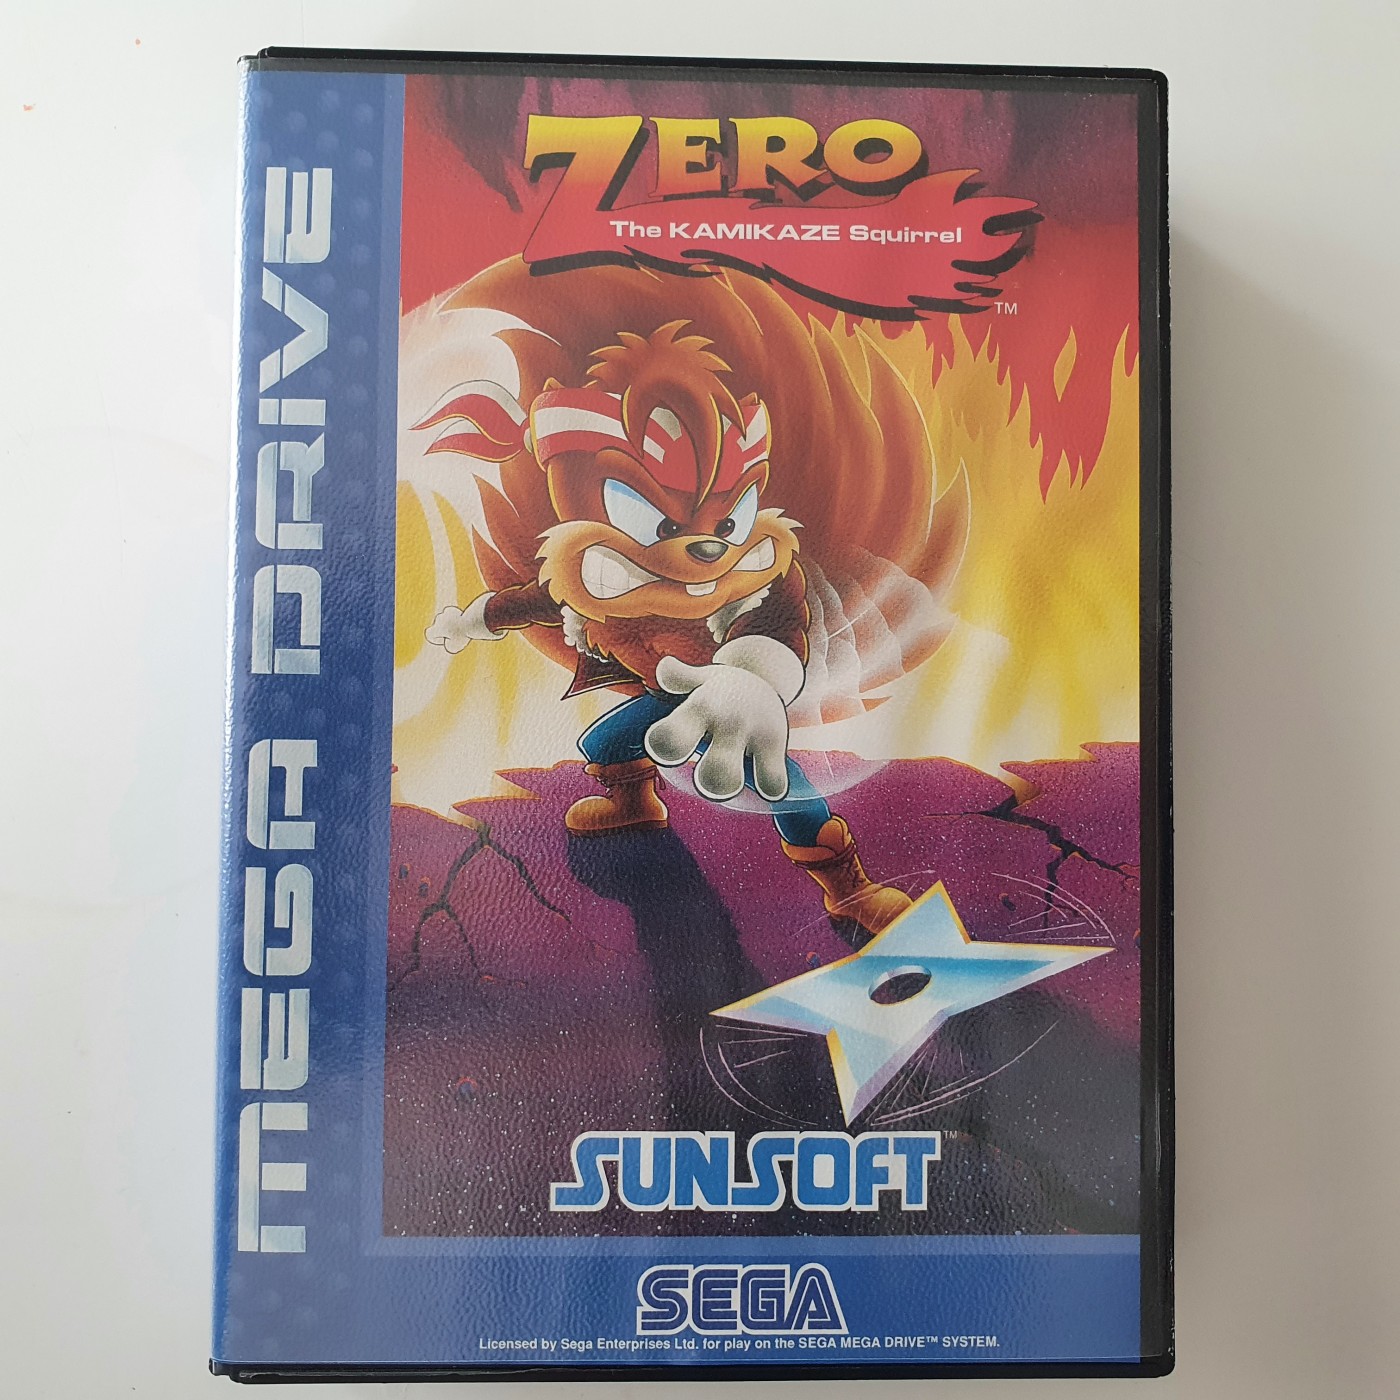 MEGA DRIVE
ZERO
The KAMIKAZE Squirrel
TM
SUNSOFT TM
SEGA
Licensed by Sega Enterprises Ltd. for play on the SEGA MEGA DRIVE™ SYSTEM.